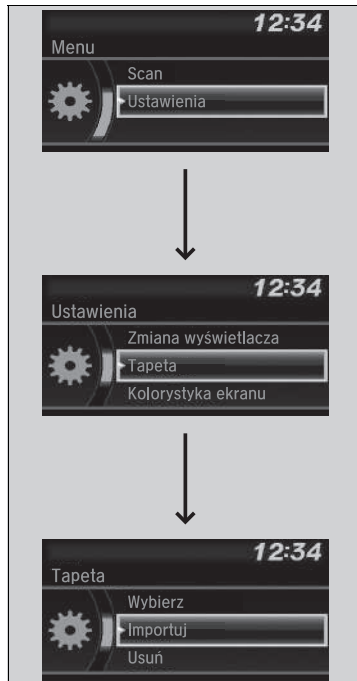 12:34
Menu
Scan
Ustawienia
12:34
Ustawienia
Zmiana wyświetlacza
Tapeta
Kolorystyka ekranu
12:34
Tapeta
Wybierz
Importuj
Usuń